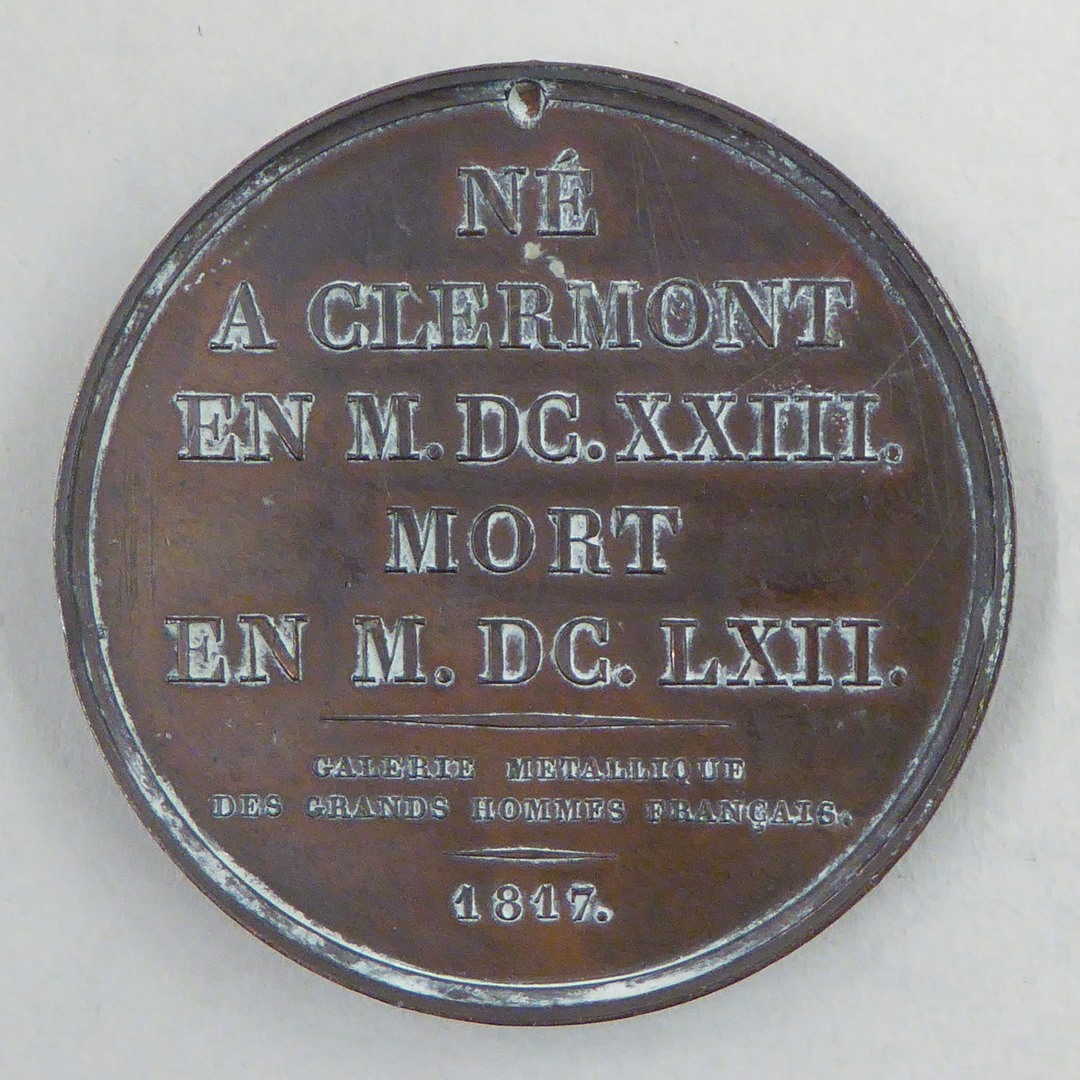 NÉ
A CLERMONT
EN M.DC.XXIII.
MORT
EN M.DC.LXII.
GALERIE METALLIQUE
DES GRANDS HOMMES FRANÇAIS.
1817.